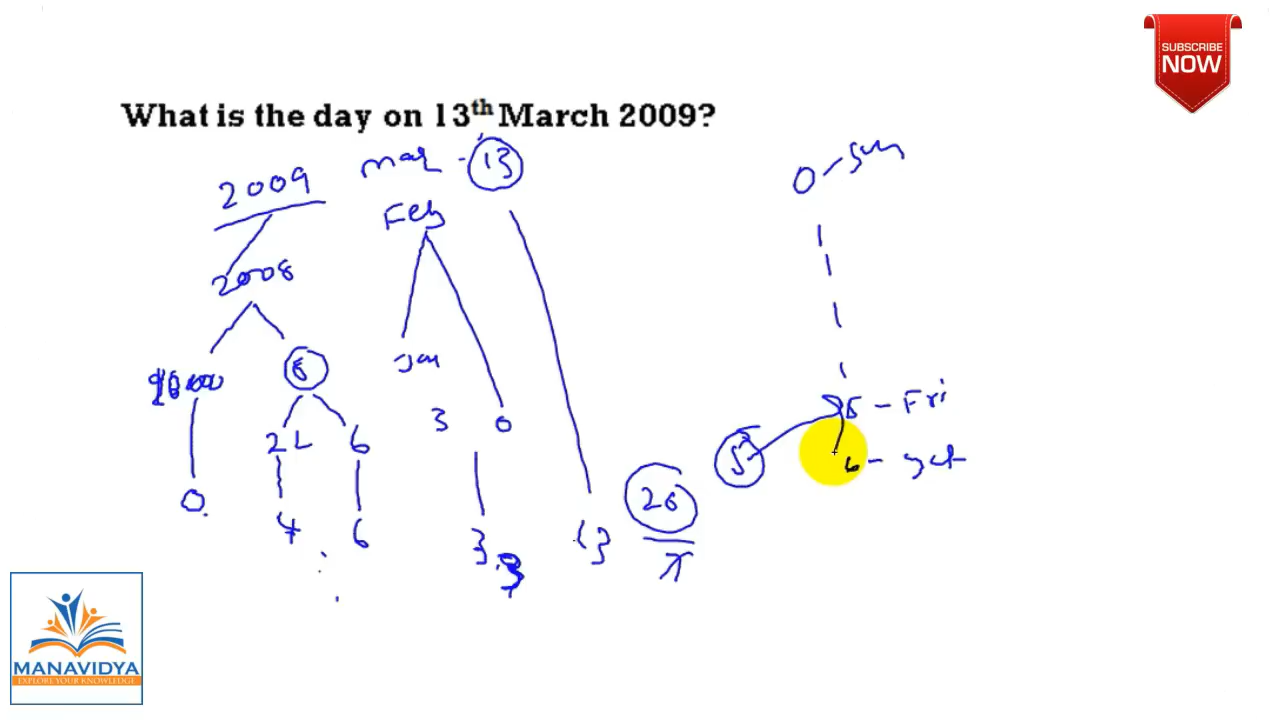 SUBSCRIBE
NOW
What is the day on 13th March 2009?
2009
mar - 13
0 - Sun
Feb
2008
8
Jan
5 - Fri
3 0
2L 6
5
6 - Sat
0
4 6
3
13
26
7
MANAVIDYA
EXPLORE YOUR KNOWLEDGE